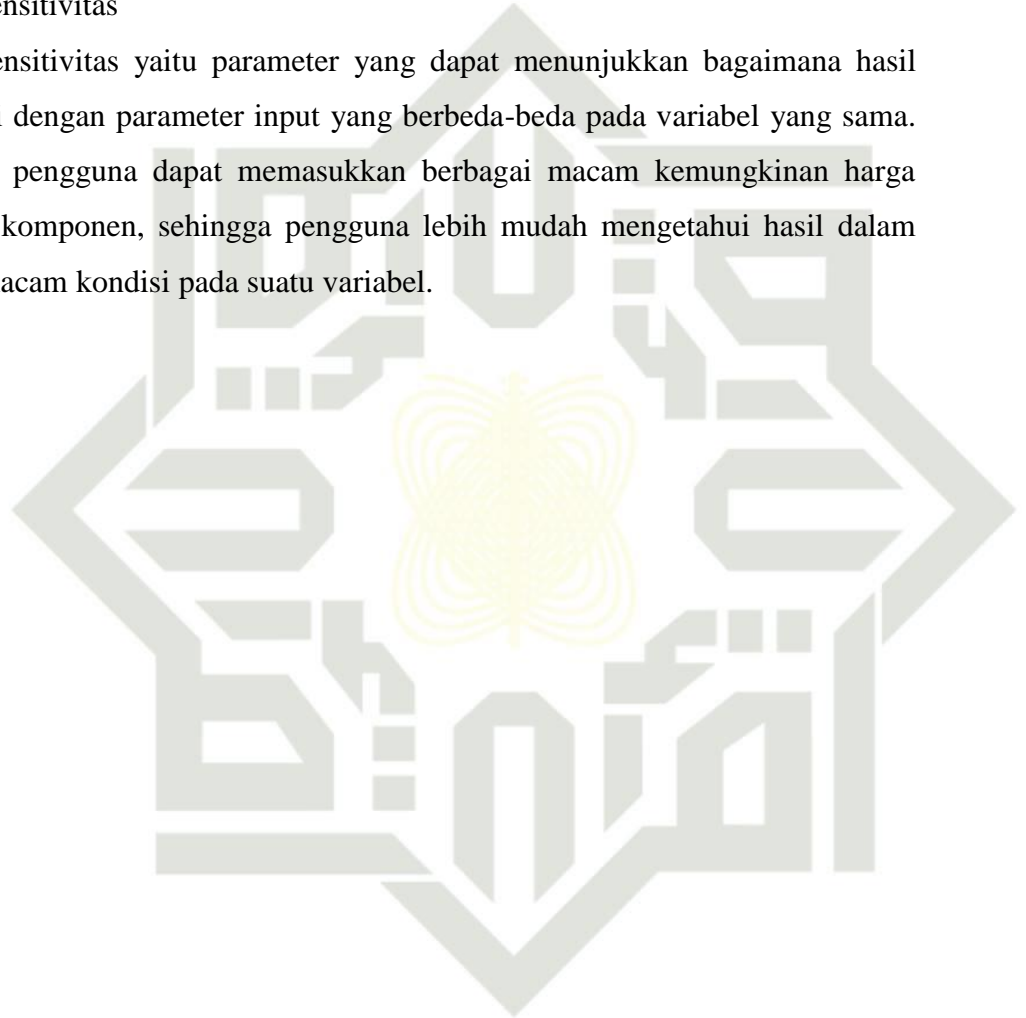 ensitivitas
ensitivitas yaitu parameter yang dapat menunjukkan bagaimana hasil
i dengan parameter input yang berbeda-beda pada variabel yang sama.
pengguna dapat memasukkan berbagai macam kemungkinan harga
komponen, sehingga pengguna lebih mudah mengetahui hasil dalam
acam kondisi pada suatu variabel.